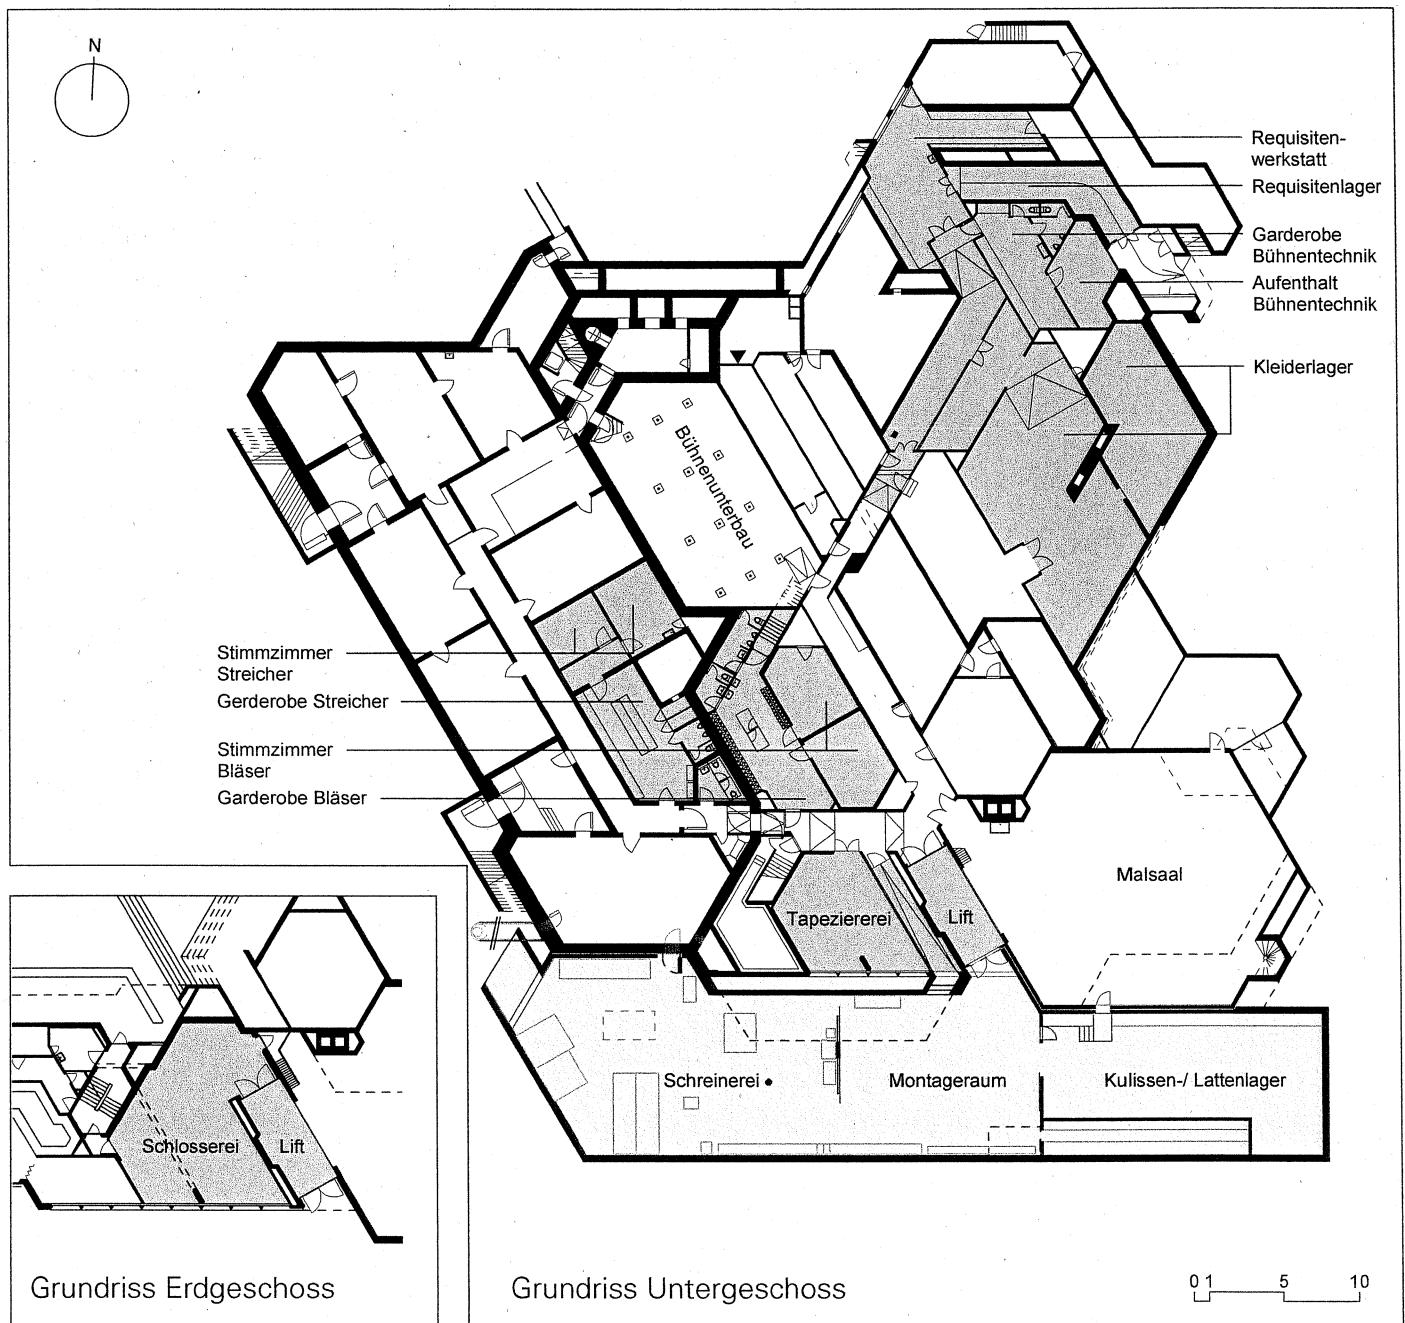 N
Requisiten-
werkstatt
Requisitenlager
Garderobe
Bühnentechnik
Aufenthalt
Bühnentechnik
Kleiderlager
Bühnenunterbau
Stimmzimmer
Streicher
Gerderobe Streicher
Stimmzimmer
Bläser
Garderobe Bläser
Malsaal
Tapeziererei
Lift
Schreinerei
Montageraum
Kulissen-/ Lattenlager
Schlosserei
Lift
Grundriss Erdgeschoss
Grundriss Untergeschoss
0 1 5 10